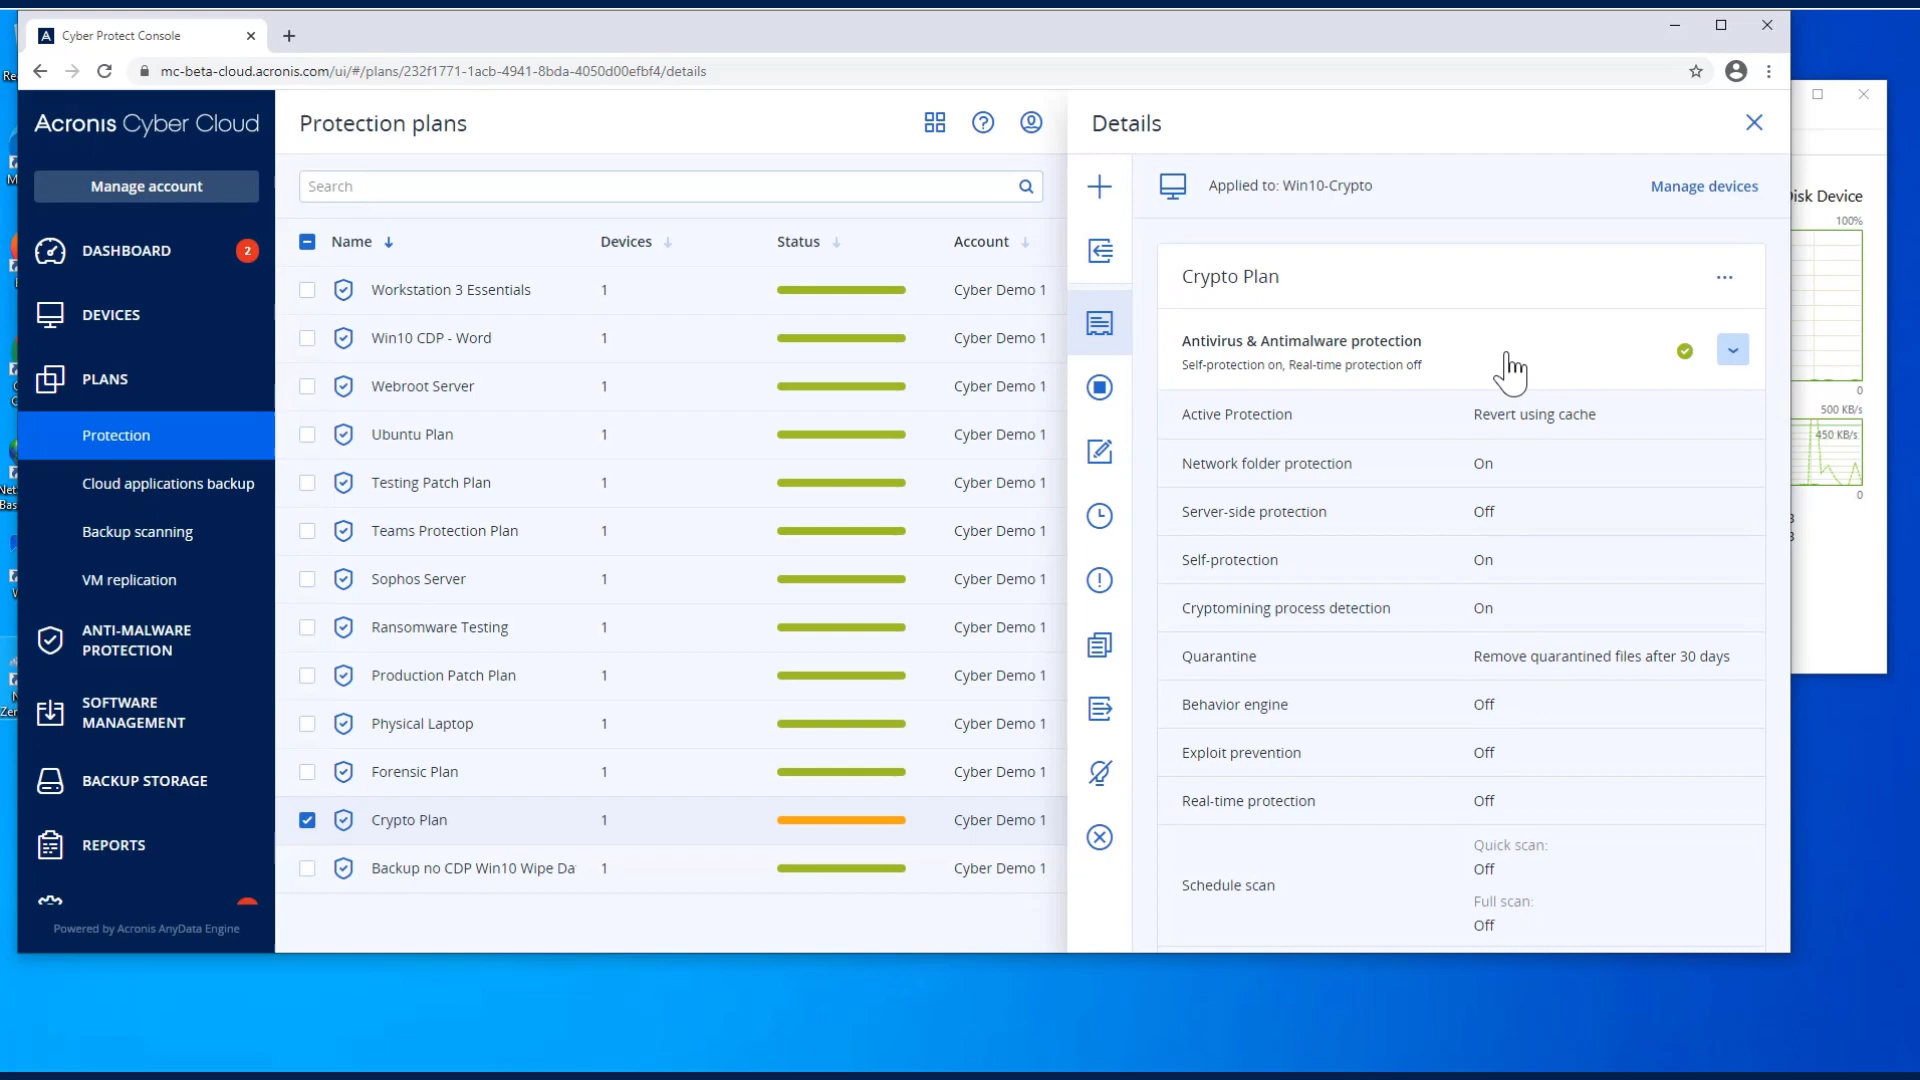 Cyber Protect Console
mc-beta-cloud.acronis.com/ui/#/plans/232f1771-1acb-4941-8bda-4050d00efbf4/details
Acronis Cyber Cloud
Manage account
DASHBOARD
2
DEVICES
PLANS
Protection
Cloud applications backup
Backup scanning
VM replication
ANTI-MALWARE
PROTECTION
SOFTWARE
MANAGEMENT
BACKUP STORAGE
REPORTS
Powered by Acronis AnyData Engine
Protection plans
Search
Name Devices Status Account
Workstation 3 Essentials 1 Cyber Demo 1
Win10 CDP - Word 1 Cyber Demo 1
Webroot Server 1 Cyber Demo 1
Ubuntu Plan 1 Cyber Demo 1
Testing Patch Plan 1 Cyber Demo 1
Teams Protection Plan 1 Cyber Demo 1
Sophos Server 1 Cyber Demo 1
Ransomware Testing 1 Cyber Demo 1
Production Patch Plan 1 Cyber Demo 1
Physical Laptop 1 Cyber Demo 1
Forensic Plan 1 Cyber Demo 1
Crypto Plan 1 Cyber Demo 1
Backup no CDP Win10 Wipe Da 1 Cyber Demo 1
Details
Applied to: Win10-Crypto
Manage devices
Crypto Plan
Antivirus & Antimalware protection
Self-protection on, Real-time protection off
Active Protection Revert using cache
Network folder protection On
Server-side protection Off
Self-protection On
Cryptomining process detection On
Quarantine Remove quarantined files after 30 days
Behavior engine Off
Exploit prevention Off
Real-time protection Off
Schedule scan
Quick scan:
Off
Full scan:
Off
isk Device
100%
0
500 KB/s
450 KB/s
0